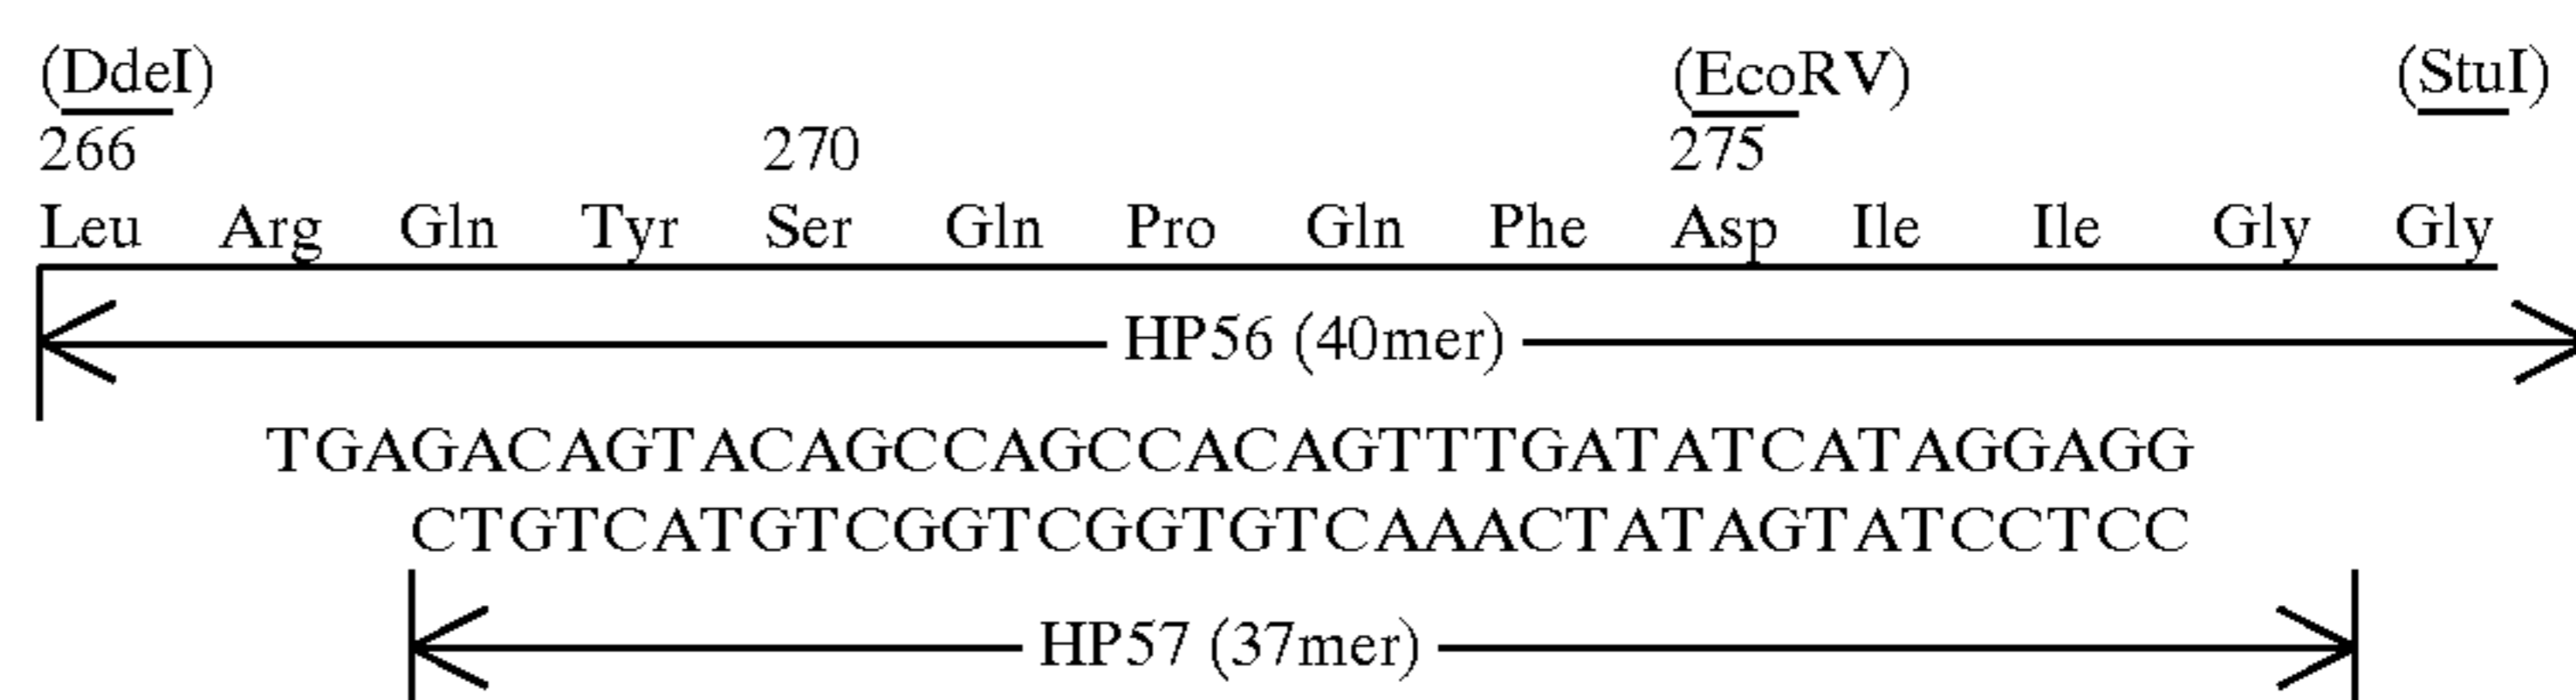 (DdeI) (EcoRV) (StuI)
266 270 275
Leu Arg Gln Tyr Ser Gln Pro Gln Phe Asp Ile Ile Gly Gly
HP56 (40mer)
TGAGACAGTACAGCCAGCCACAGTTTGATATCATAGGAGG
CTGTCATGTCGGTCGGTGTCAAACTATAGTATCCTCC
HP57 (37mer)